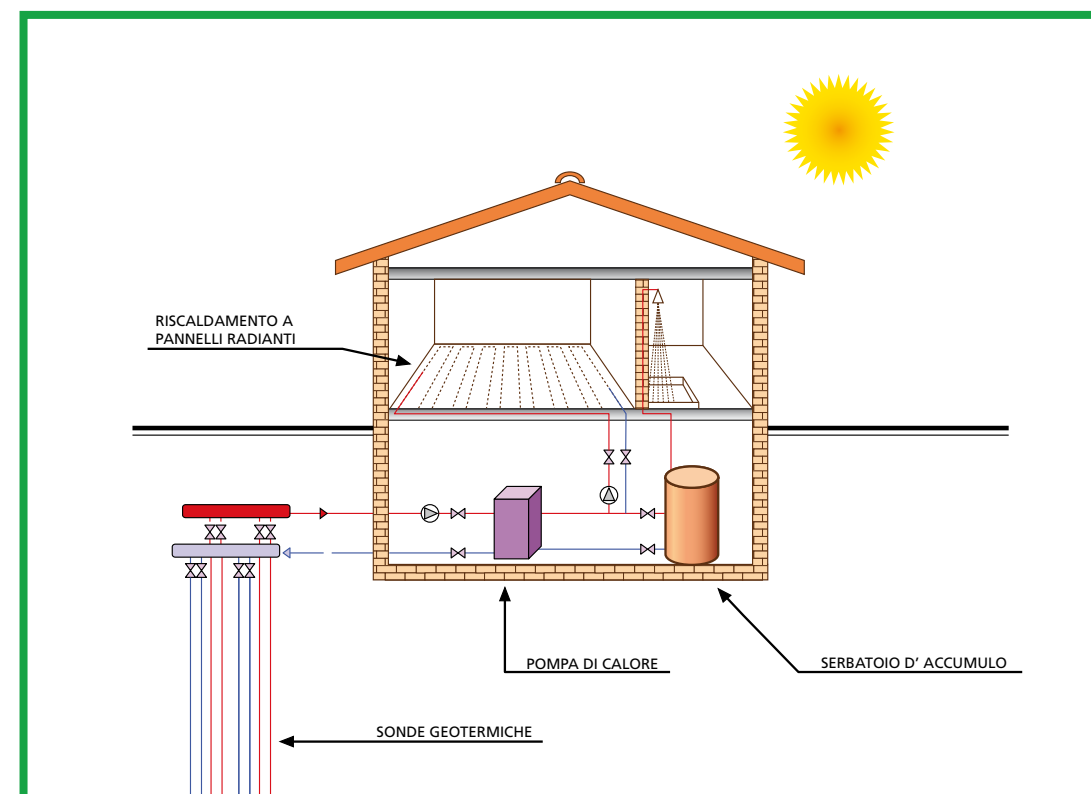 RISCALDAMENTO A
PANNELLI RADIANTI
POMPA DI CALORE
SERBATOIO D' ACCUMULO
SONDE GEOTERMICHE